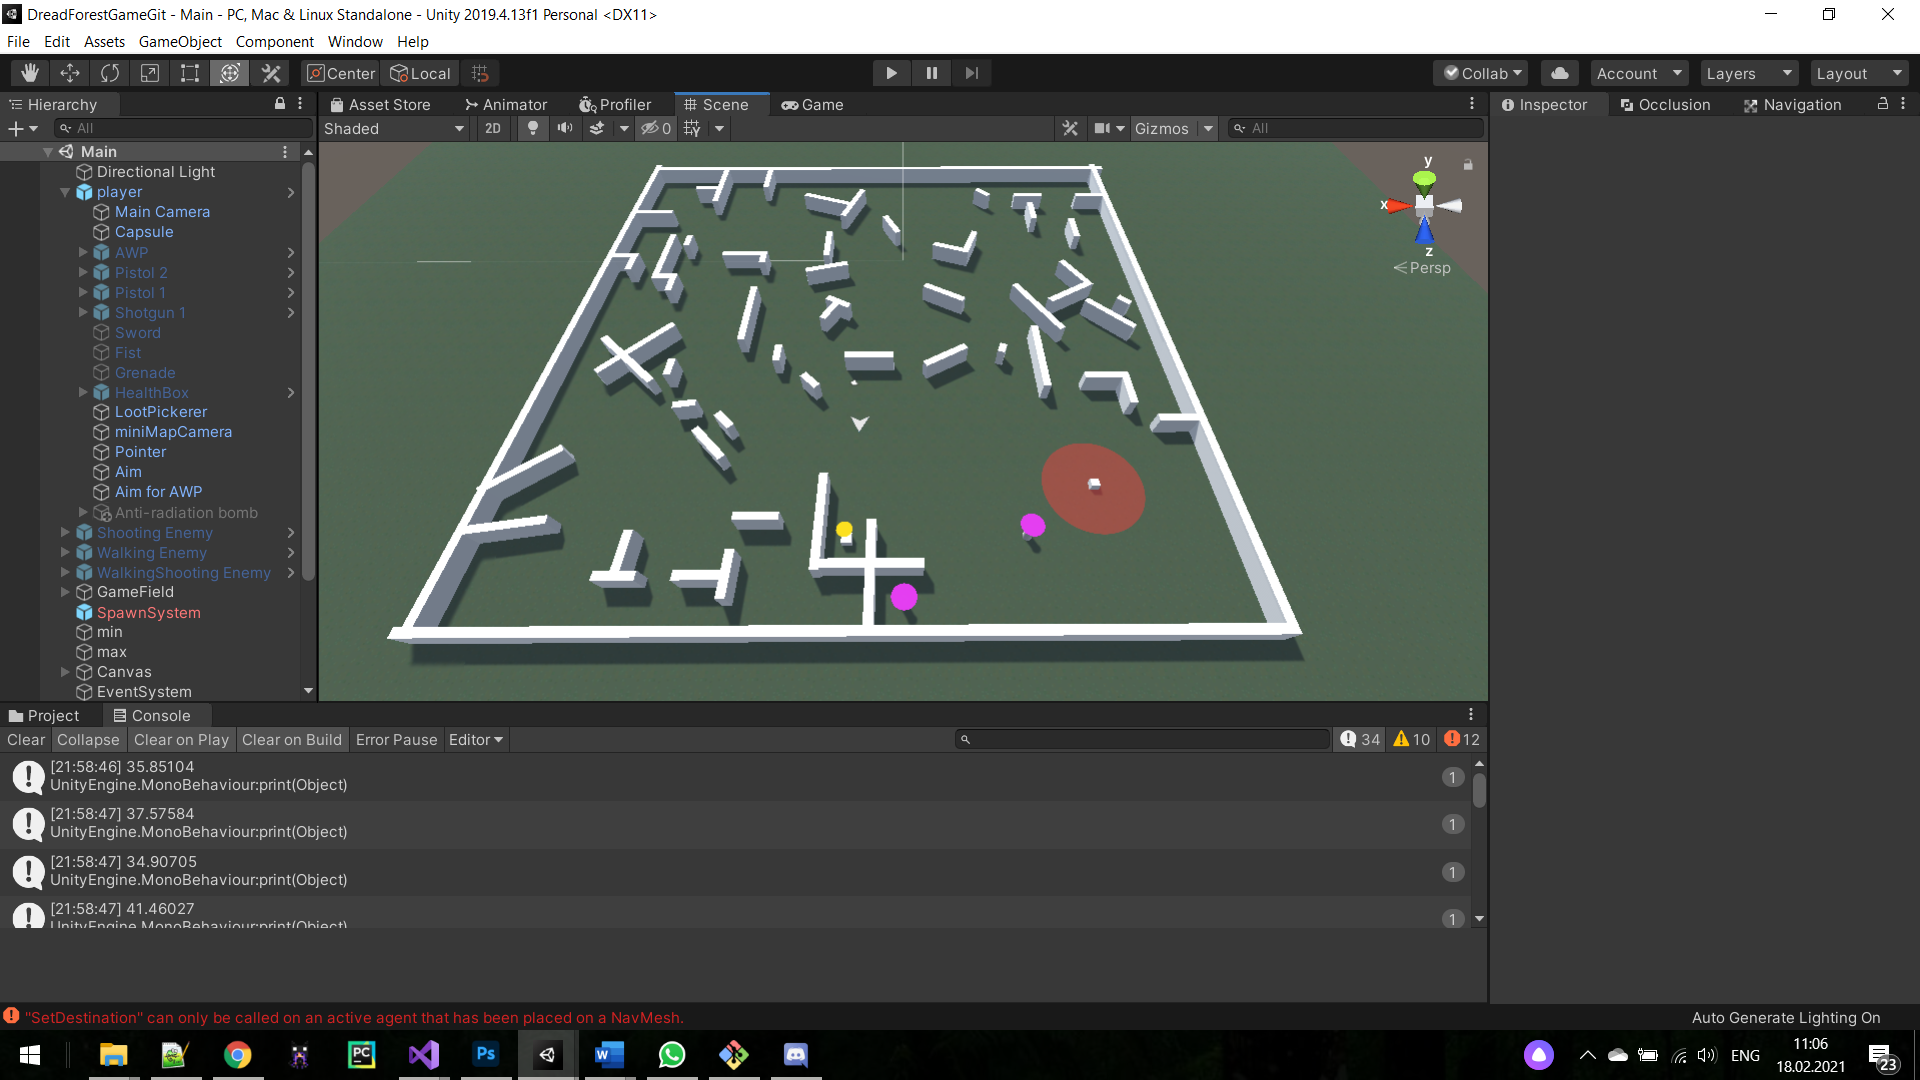 DreadForestGameGit - Main - PC, Mac & Linux Standalone - Unity 2019.4.13f1 Personal <DX11>
File Edit Assets GameObject Component Window Help
Center Local Collab Account Layers Layout
Hierarchy
All
Main
Directional Light
player
Main Camera
Capsule
AWP
Pistol 2
Pistol 1
Shotgun 1
Sword
Fist
Grenade
HealthBox
LootPickerer
miniMapCamera
Pointer
Aim
Aim for AWP
Anti-radiation bomb
Shooting Enemy
Walking Enemy
WalkingShooting Enemy
GameField
SpawnSystem
min
max
Canvas
EventSystem
Asset Store Animator Profiler Scene Game
Shaded 2D 0 Gizmos All
y
x
z
Persp
Inspector Occlusion Navigation
Project Console
Clear Collapse Clear on Play Clear on Build Error Pause Editor 34 10 12
[21:58:46] 35.85104
UnityEngine.MonoBehaviour:print(Object)
1
[21:58:47] 37.57584
UnityEngine.MonoBehaviour:print(Object)
1
[21:58:47] 34.90705
UnityEngine.MonoBehaviour:print(Object)
1
[21:58:47] 41.46027
UnityEngine.MonoBehaviour:print(Object)
1
"SetDestination" can only be called on an active agent that has been placed on a NavMesh.
Auto Generate Lighting On
PC
Ps
W
ENG
11:06
18.02.2021
23